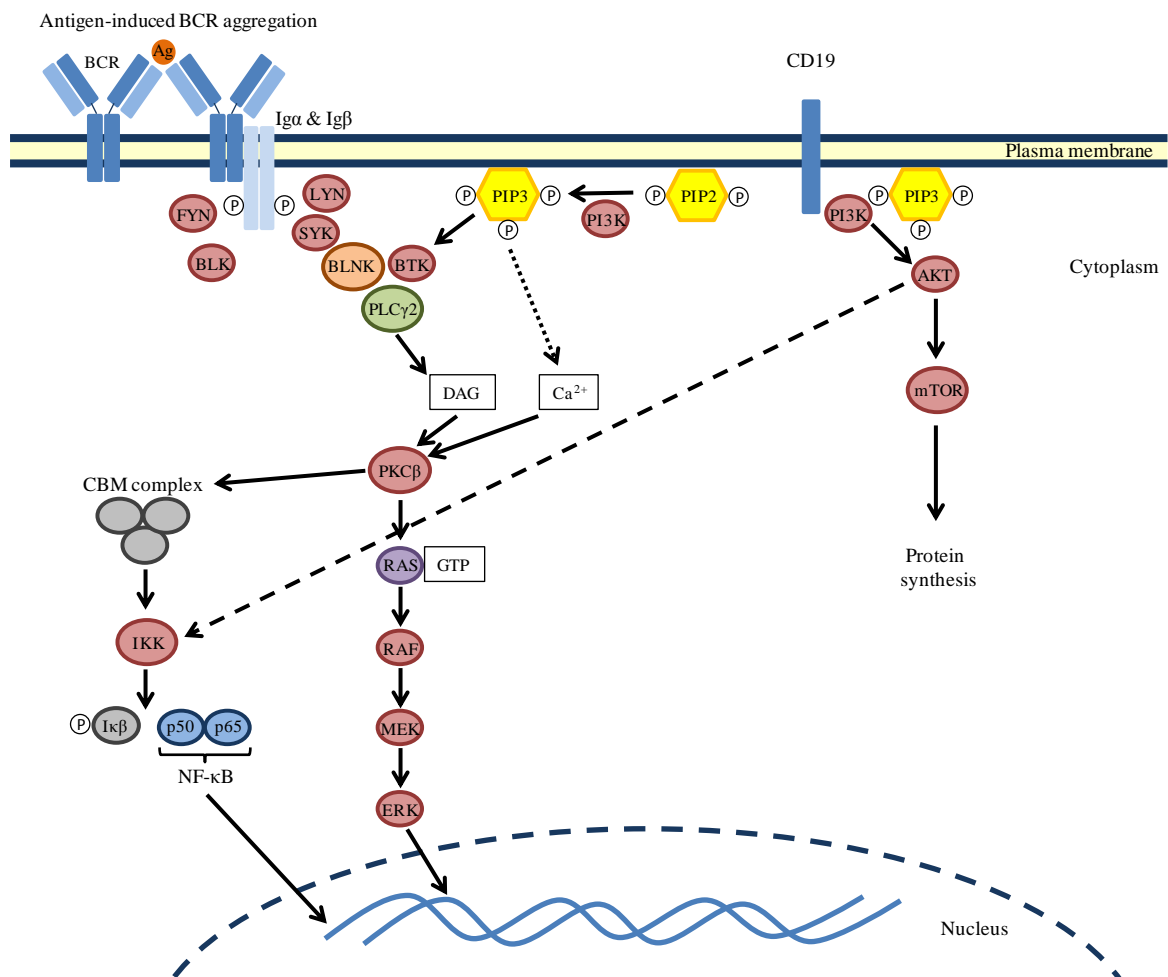 Antigen-induced BCR aggregation
Ag
BCR
CD19
Igα & Igβ
Plasma membrane
LYN
P
PIP3
P
P
PIP2
P
PI3K
P
PIP3
P
FYN
P
P
PI3K
SYK
P
P
BLK
BLNK
BTK
AKT
Cytoplasm
PLCγ2
DAG
Ca²⁺
mTOR
PKCβ
CBM complex
RAS
GTP
Protein
synthesis
IKK
RAF
P
Iκβ
p50
p65
MEK
NF-κB
ERK
Nucleus